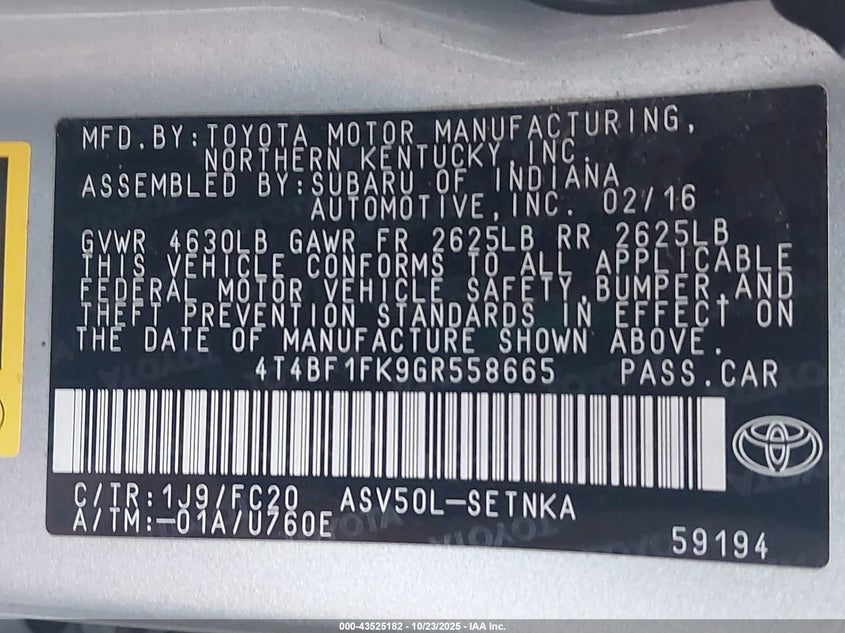 MFD.BY:TOYOTA MOTOR MANUFACTURING,
NORTHERN KENTUCKY,INC.
ASSEMBLED BY:SUBARU OF INDIANA
AUTOMOTIVE,INC. 02/16
GVWR 4630LB GAWR FR 2625LB RR 2625LB
THIS VEHICLE CONFORMS TO ALL APPLICABLE
FEDERAL MOTOR VEHICLE SAFETY,BUMPER,AND
THEFT PREVENTION STANDARDS IN EFFECT ON
THE DATE OF MANUFACTURE SHOWN ABOVE.
4T4BF1FK9GR558665 PASS.CAR
C/TR:1J9/FC20 ASV50L-SETNKA
A/TM:-01A/U760E
59194
000-43525182 - 10/23/2025 - IAA Inc.